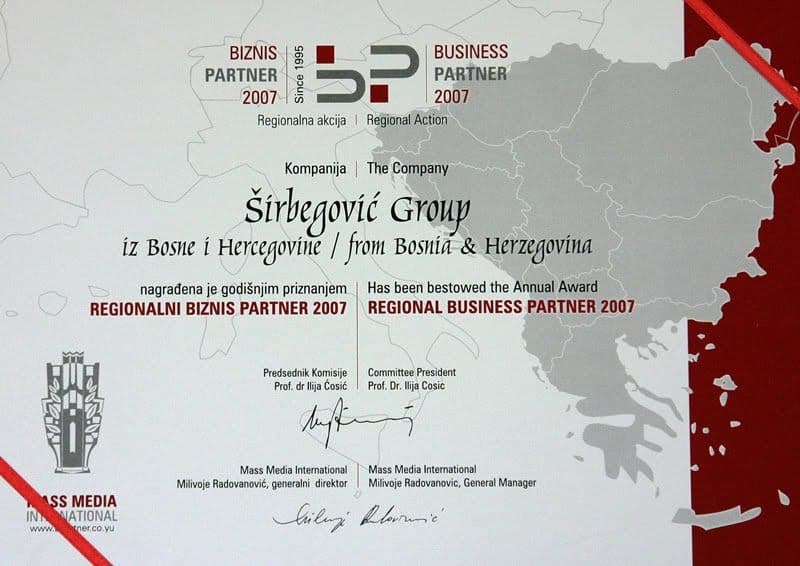 BIZNIS
PARTNER
2007
Since 1995
BUSINESS
PARTNER
2007
Regionalna akcija | Regional Action
Kompanija | The Company
Širbegović Group
iz Bosne i Hercegovine / from Bosnia & Herzegovina
nagrađena je godišnjim priznanjem | Has been bestowed the Annual Award
REGIONALNI BIZNIS PARTNER 2007 | REGIONAL BUSINESS PARTNER 2007
Predsednik Komisije | Committee President
Prof. dr Ilija Ćosić | Prof. Dr. Ilija Cosic
Mass Media International | Mass Media International
Milivoje Radovanović, generalni direktor | Milivoje Radovanovic, General Manager
MASS MEDIA
INTERNATIONAL